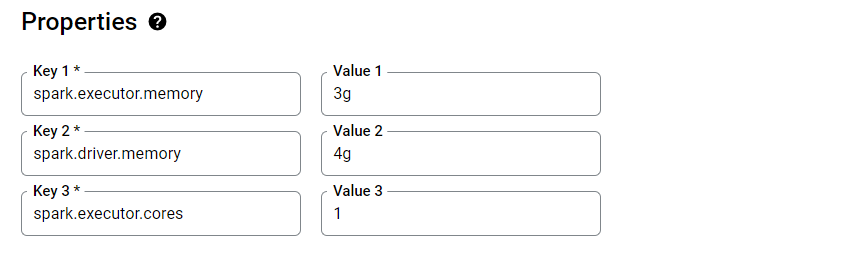 Properties ?
Key 1 * Value 1
spark.executor.memory 3g
Key 2 * Value 2
spark.driver.memory 4g
Key 3 * Value 3
spark.executor.cores 1